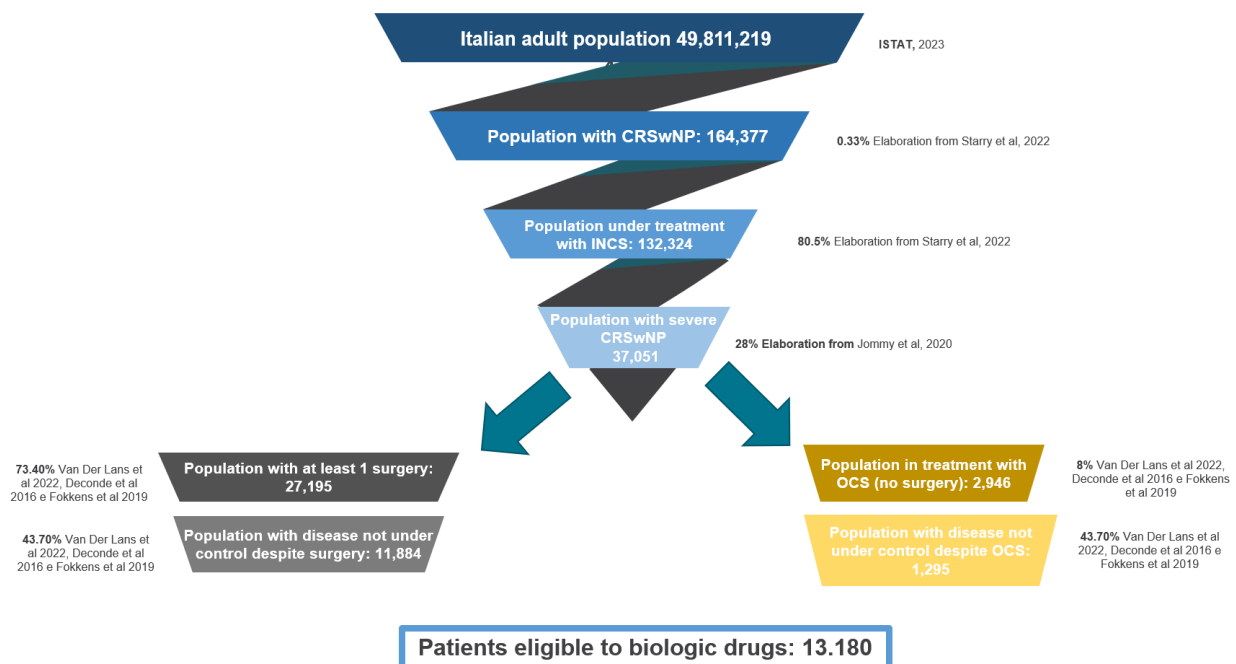 Italian adult population 49,811,219
ISTAT, 2023
Population with CRSwNP: 164,377
0.33% Elaboration from Starry et al, 2022
Population under treatment
with INCS: 132,324
80.5% Elaboration from Starry et al, 2022
Population with severe
CRSwNP
37,051
28% Elaboration from Jommy et al, 2020
73.40% Van Der Lans et
al 2022, Deconde et al
2016 e Fokkens et al 2019
Population with at least 1 surgery:
27,195
Population in treatment with
OCS (no surgery): 2,946
8% Van Der Lans et al 2022,
Deconde et al 2016 e Fokkens
et al 2019
43.70% Van Der Lans et
al 2022, Deconde et al
2016 e Fokkens et al 2019
Population with disease not under
control despite surgery: 11,884
Population with disease not
under control despite OCS:
1,295
43.70% Van Der Lans et al
2022, Deconde et al 2016 e
Fokkens et al 2019
Patients eligible to biologic drugs: 13.180